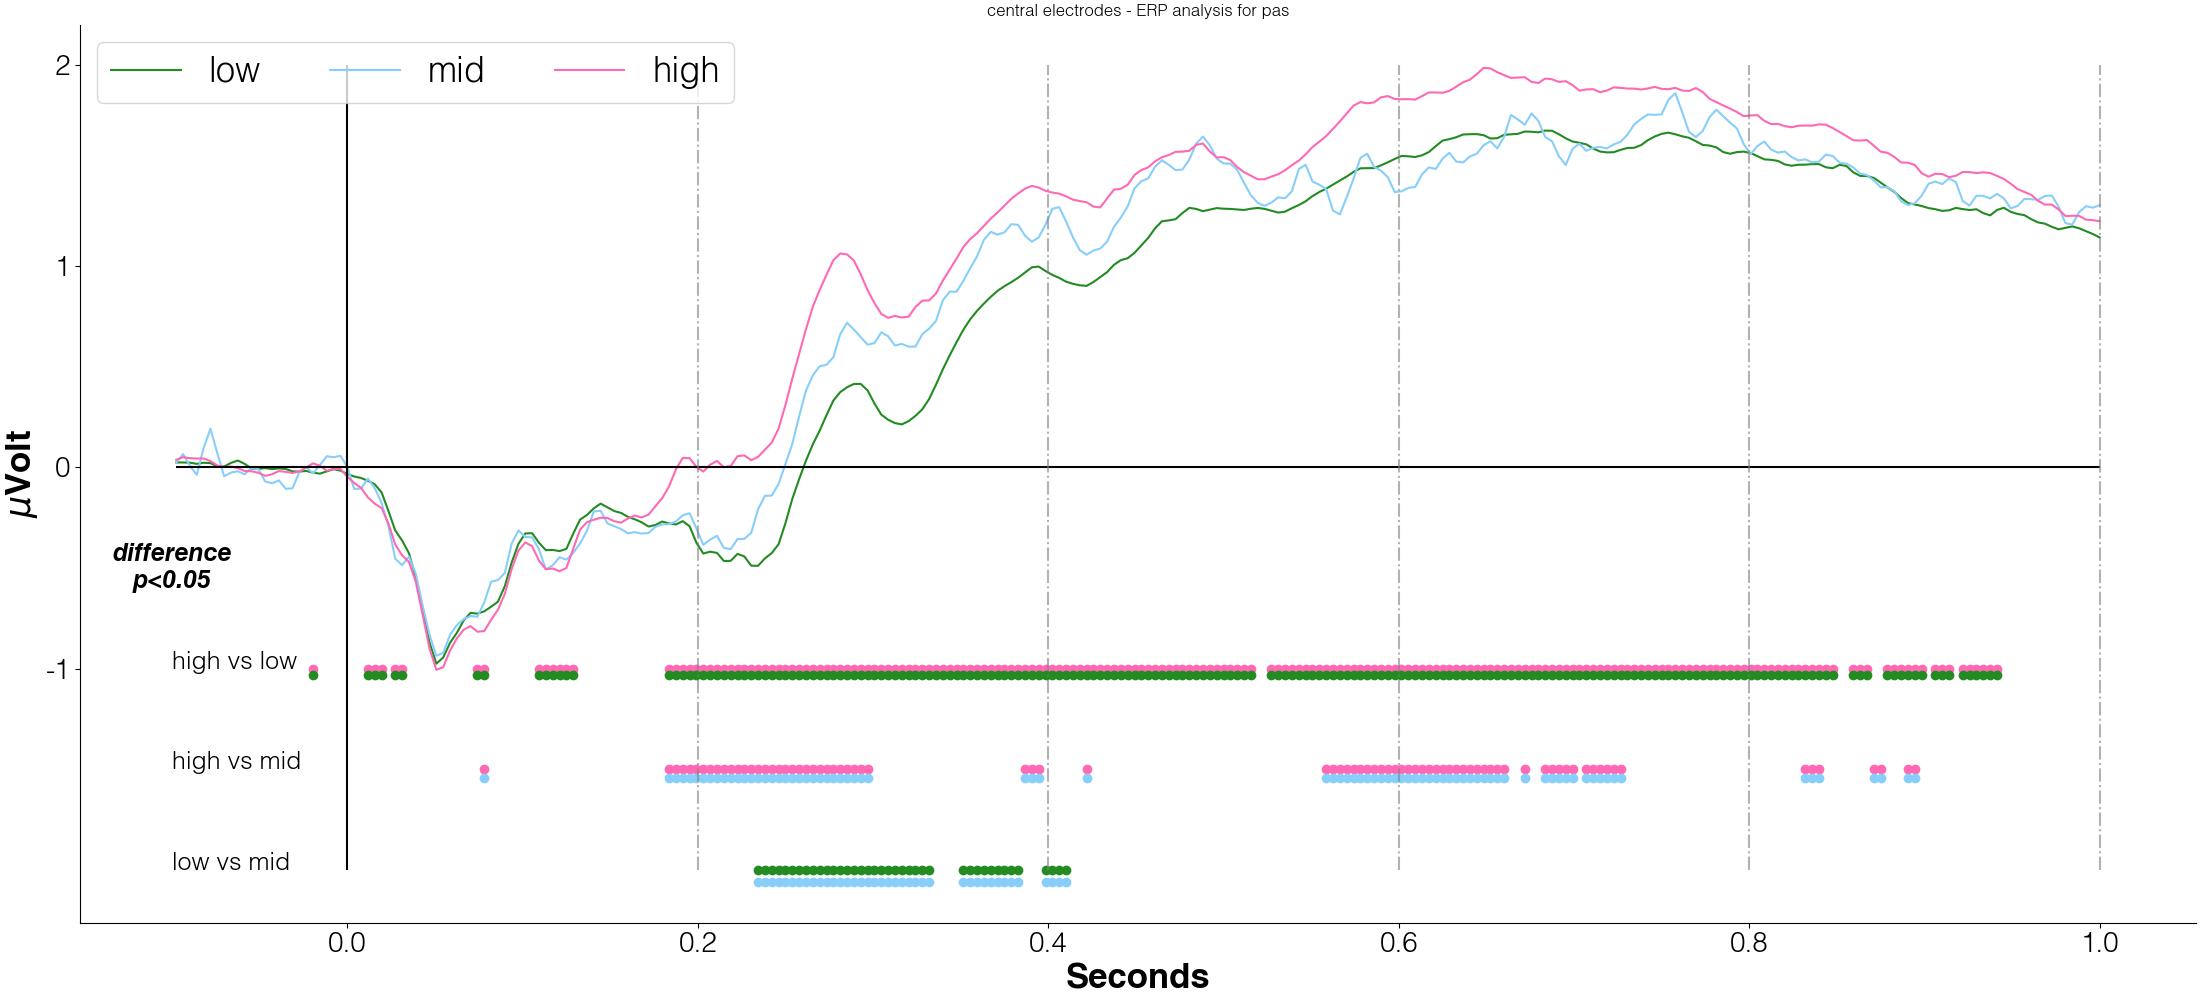 central electrodes - ERP analysis for pas
low mid high
2
1
0
-1
μVolt
difference
p<0.05
high vs low
high vs mid
low vs mid
0.0 0.2 0.4 0.6 0.8 1.0
Seconds